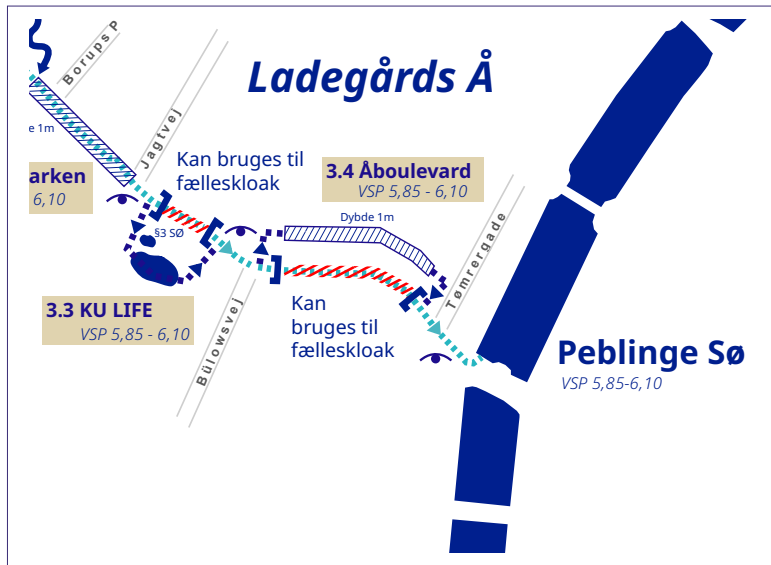 Borups P
Ladegårds Å
e 1m
Jagtvej
Kan bruges til
fælleskloak
arken
6,10
3.4 Åboulevard
VSP 5,85 - 6,10
Dybde 1m
§3 SØ
Tømrergade
3.3 KU LIFE
VSP 5,85 - 6,10
Kan
bruges til
fælleskloak
Bülowsvej
Peblinge Sø
VSP 5,85-6,10